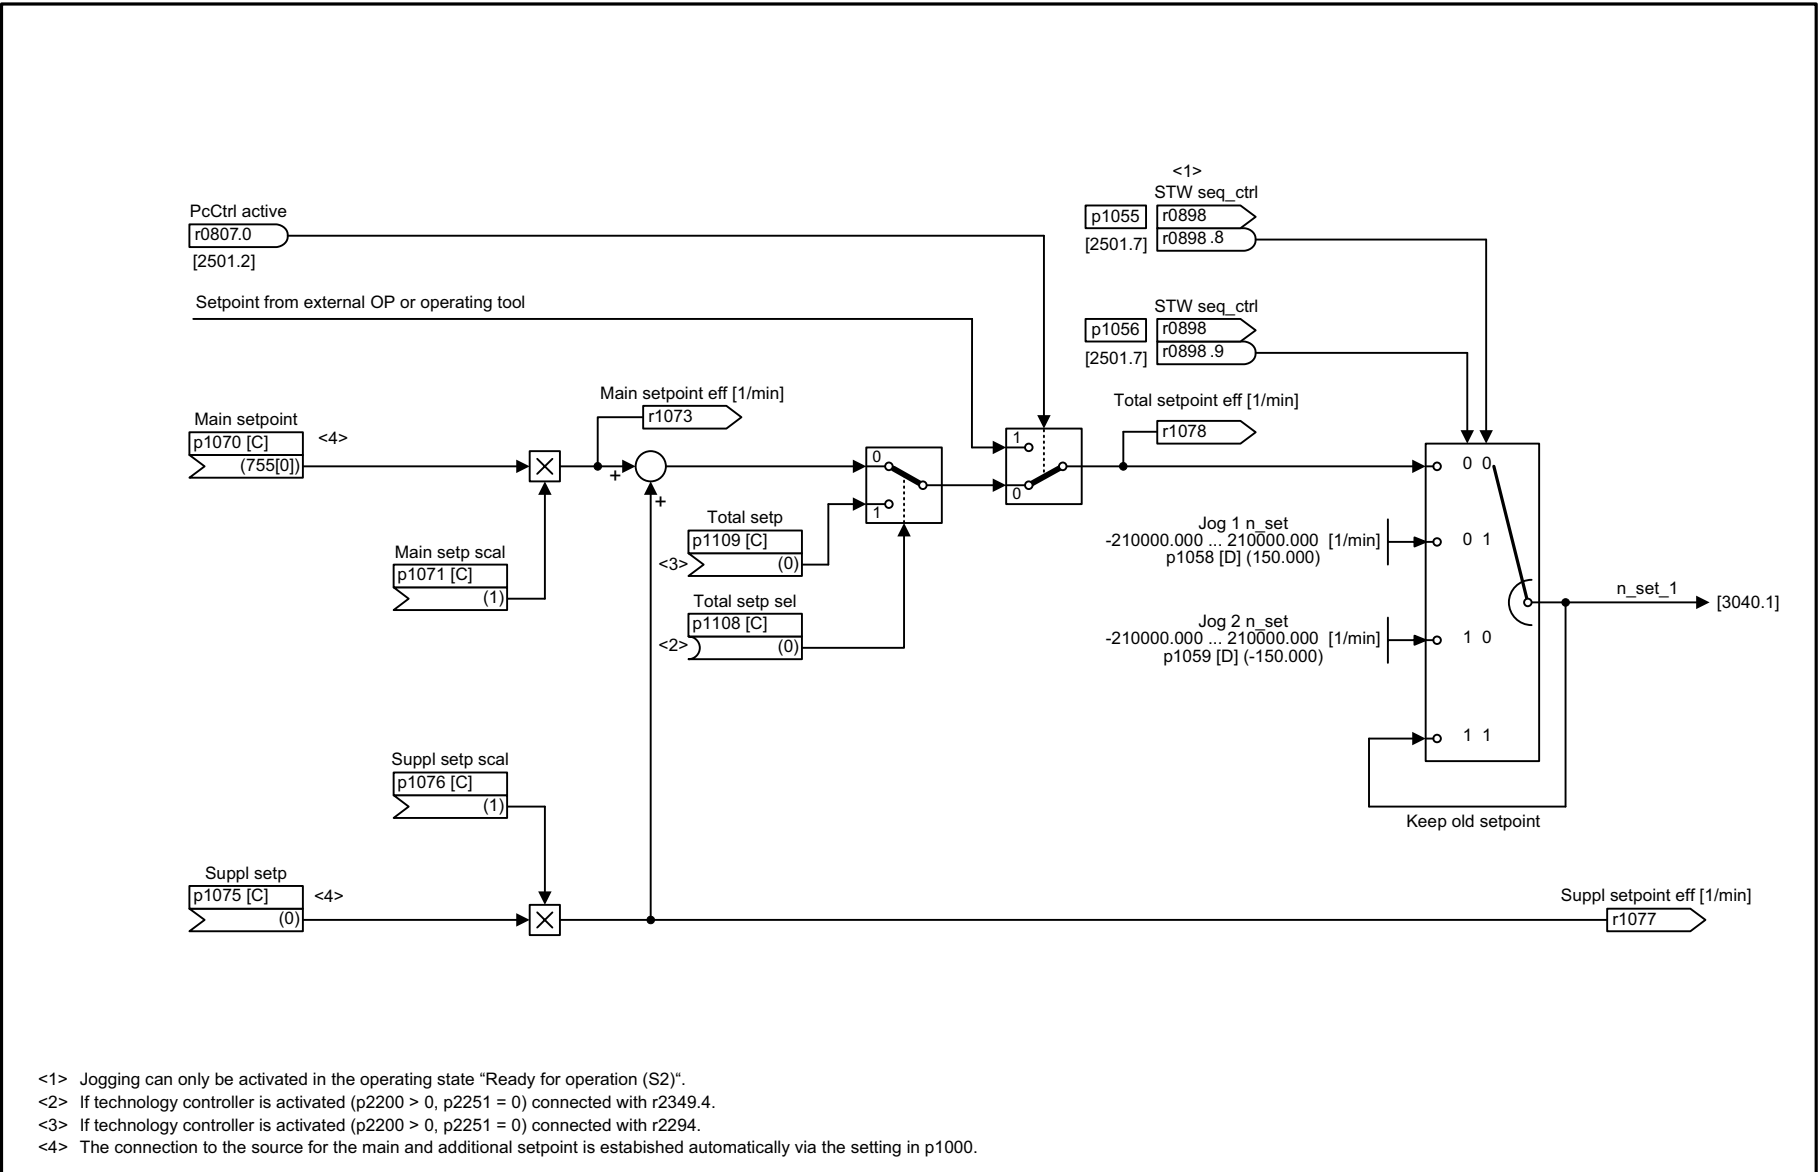 <1>
STW seq_ctrl
PcCtrl active
p1055
r0898
r0807.0
[2501.7]
r0898.8
[2501.2]
Setpoint from external OP or operating tool
STW seq_ctrl
p1056
r0898
[2501.7]
r0898.9
Main setpoint eff [1/min]
r1073
Total setpoint eff [1/min]
r1078
Main setpoint
p1070 [C]
<4>
(755[0])
+
+
0
1
1
0
0 0
Total setp
p1109 [C]
<3>
(0)
Jog 1 n_set
-210000.000 ... 210000.000 [1/min]
p1058 [D] (150.000)
0 1
Main setp scal
p1071 [C]
(1)
Total setp sel
p1108 [C]
<2>
(0)
n_set_1
[3040.1]
Jog 2 n_set
-210000.000 ... 210000.000 [1/min]
p1059 [D] (-150.000)
1 0
1 1
Keep old setpoint
Suppl setp scal
p1076 [C]
(1)
Suppl setp
p1075 [C]
<4>
(0)
Suppl setpoint eff [1/min]
r1077
<1> Jogging can only be activated in the operating state “Ready for operation (S2)“.
<2> If technology controller is activated (p2200 > 0, p2251 = 0) connected with r2349.4.
<3> If technology controller is activated (p2200 > 0, p2251 = 0) connected with r2294.
<4> The connection to the source for the main and additional setpoint is estabished automatically via the setting in p1000.